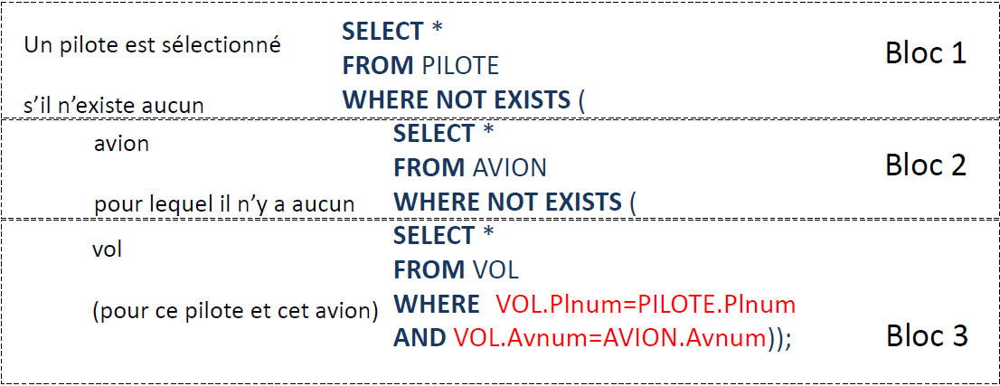 Un pilote est sélectionné
SELECT *
FROM PILOTE
Bloc 1
s’il n’existe aucun
WHERE NOT EXISTS (
avion
SELECT *
FROM AVION
Bloc 2
pour lequel il n’y a aucun
WHERE NOT EXISTS (
vol
SELECT *
FROM VOL
(pour ce pilote et cet avion)
WHERE VOL.Plnum=PILOTE.Plnum
AND VOL.Avnum=AVION.Avnum));
Bloc 3